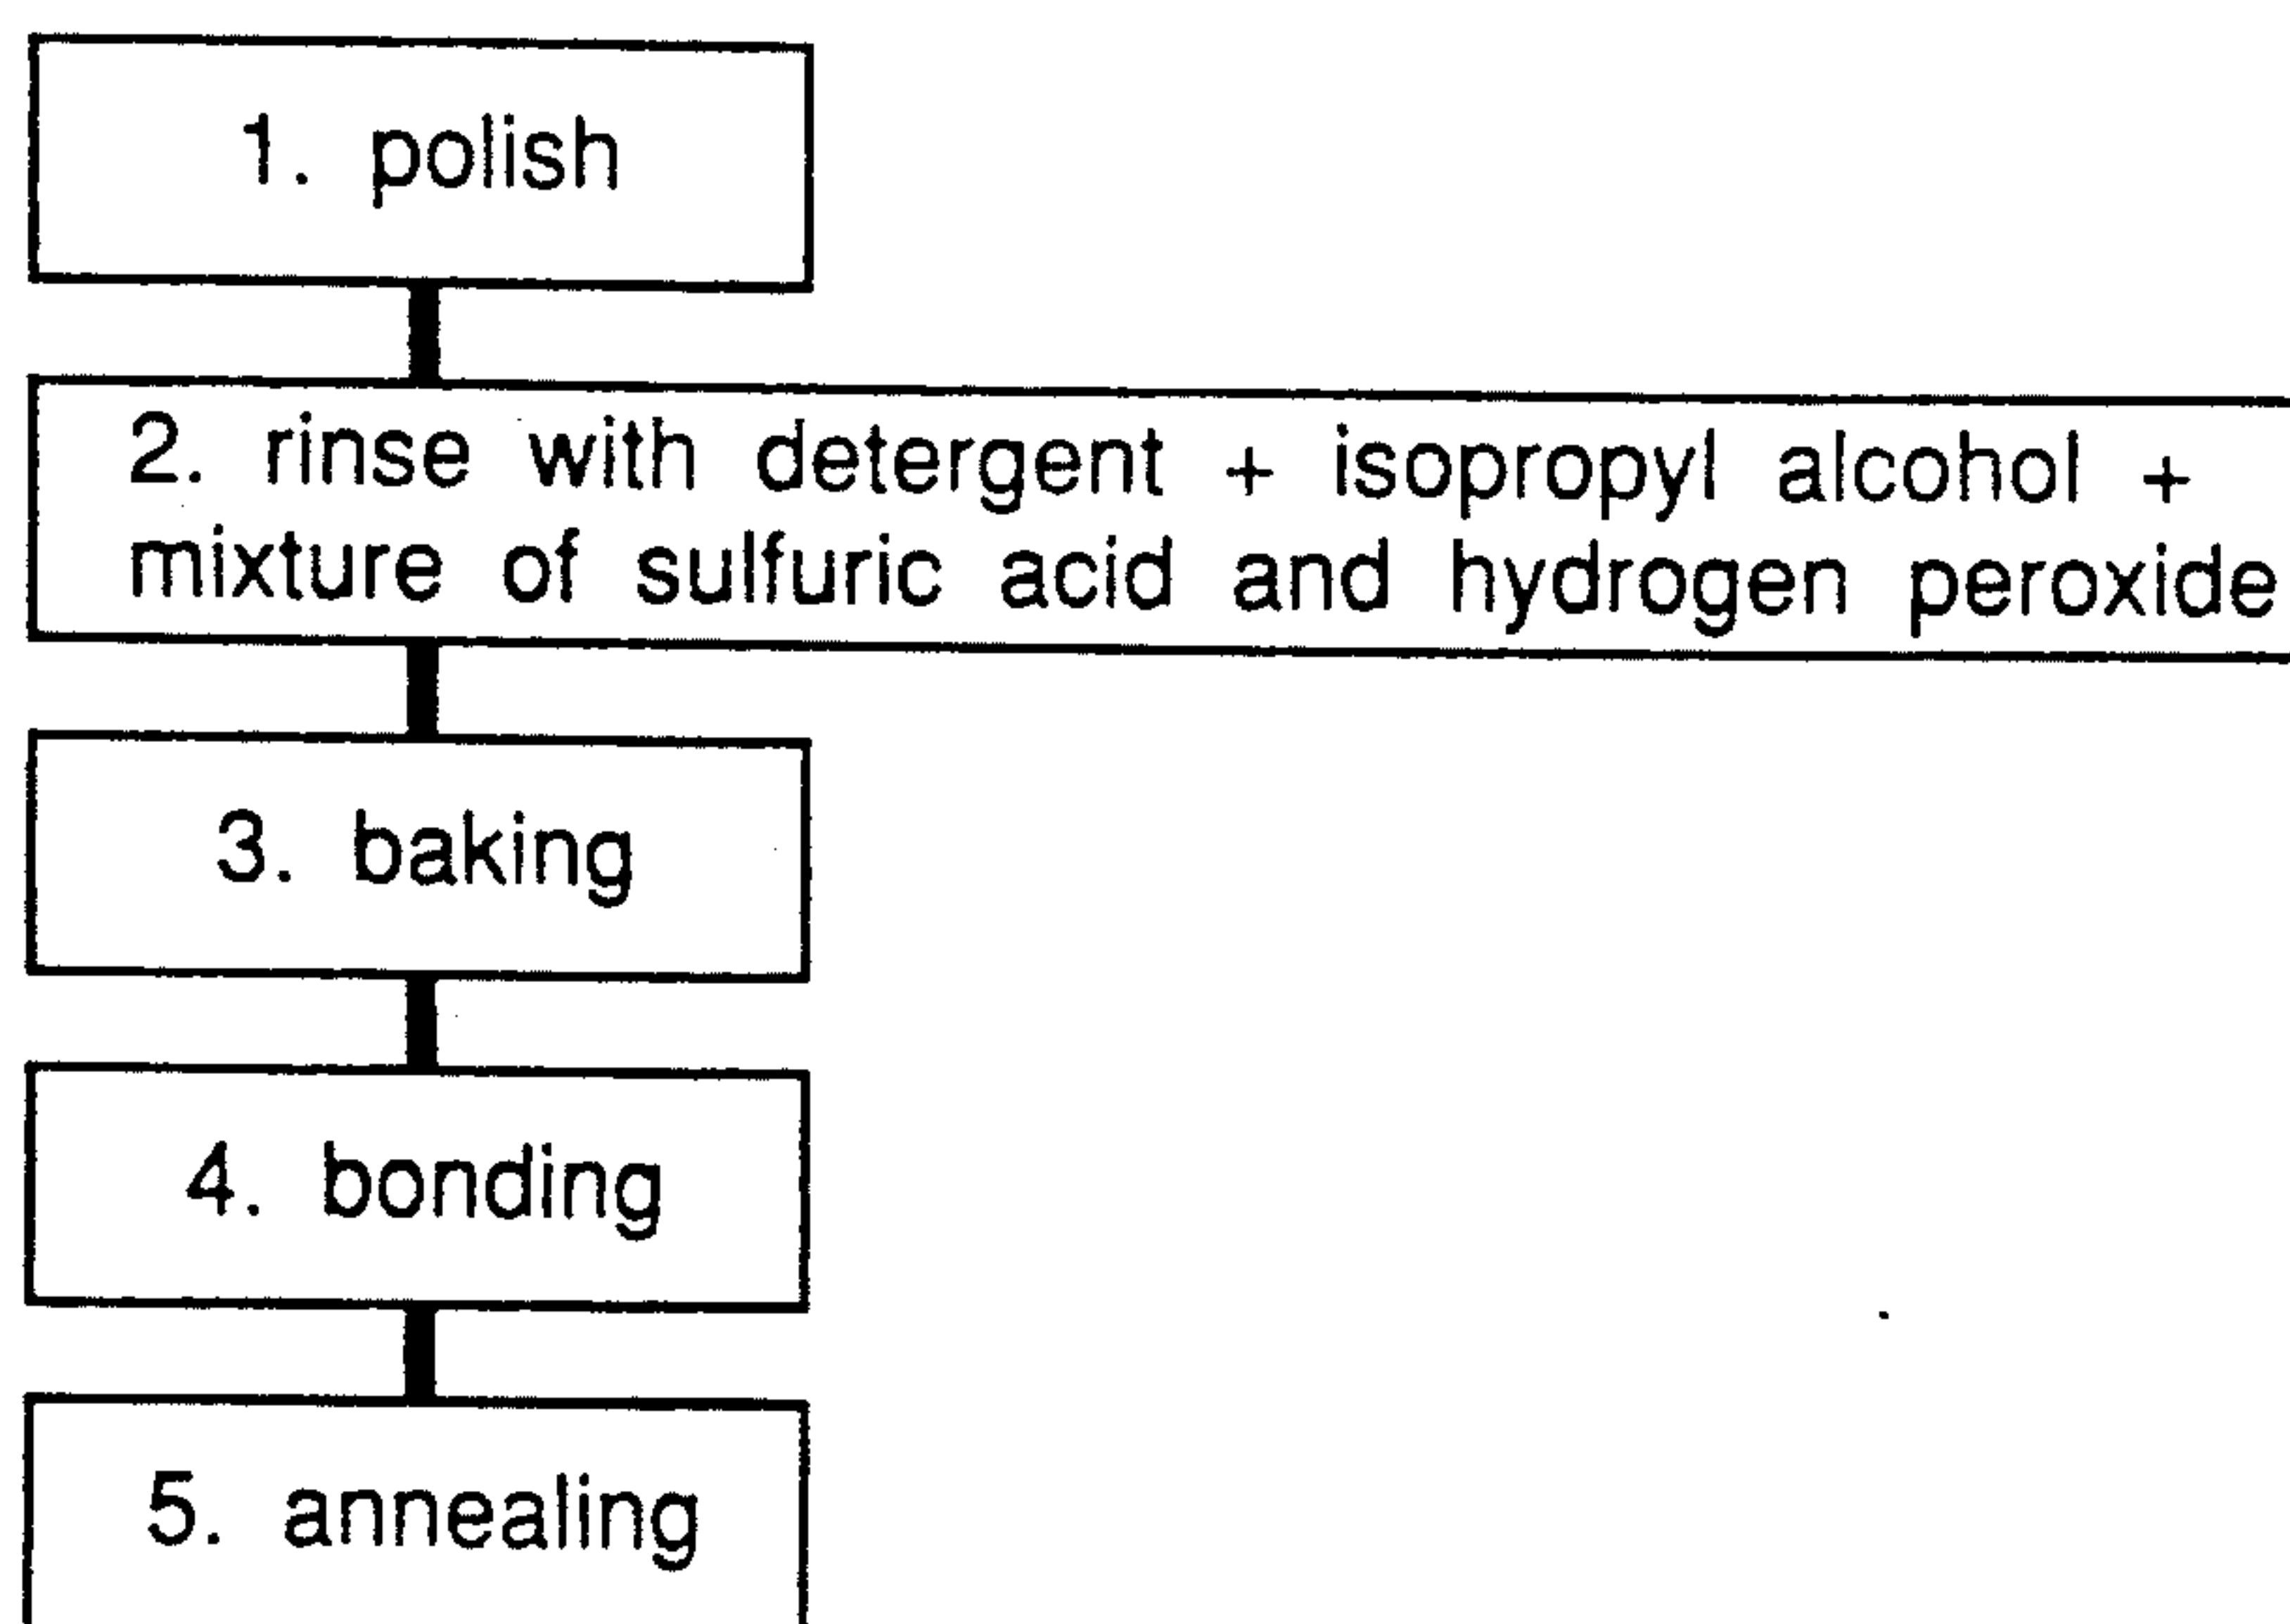 1. polish
2. rinse with detergent + isopropyl alcohol +
mixture of sulfuric acid and hydrogen peroxide
3. baking
4. bonding
5. annealing